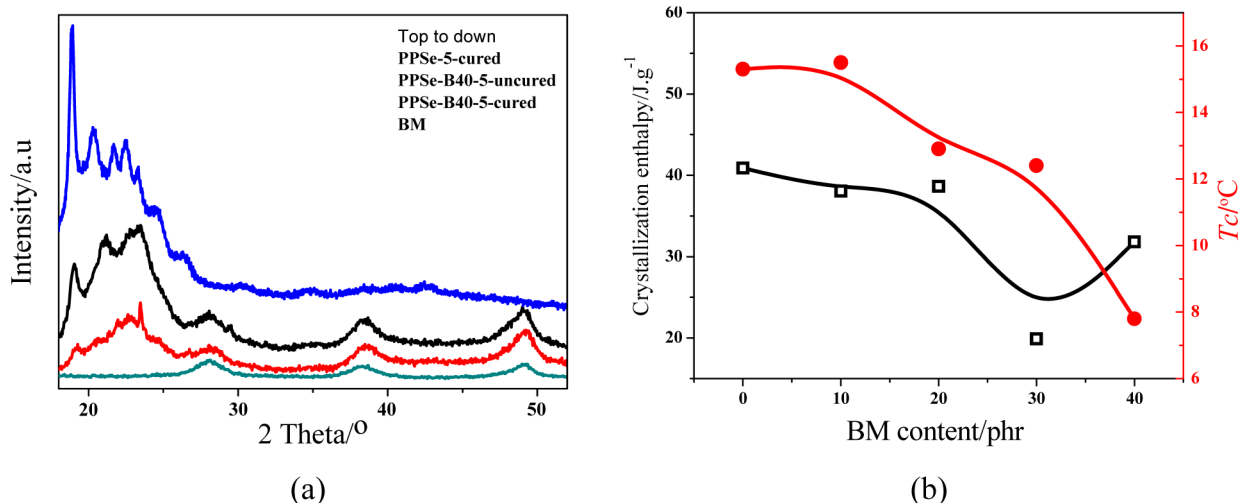 Top to down
PPSe-5-cured
PPSe-B40-5-uncured
PPSe-B40-5-cured
BM
Intensity/a.u
20 30 40 50
2 Theta/o
(a)
60
50
40
30
20
Crystallization enthalpy/J.g-1
16
14
12
10
8
6
Tc/oC
0 10 20 30 40
BM content/phr
(b)